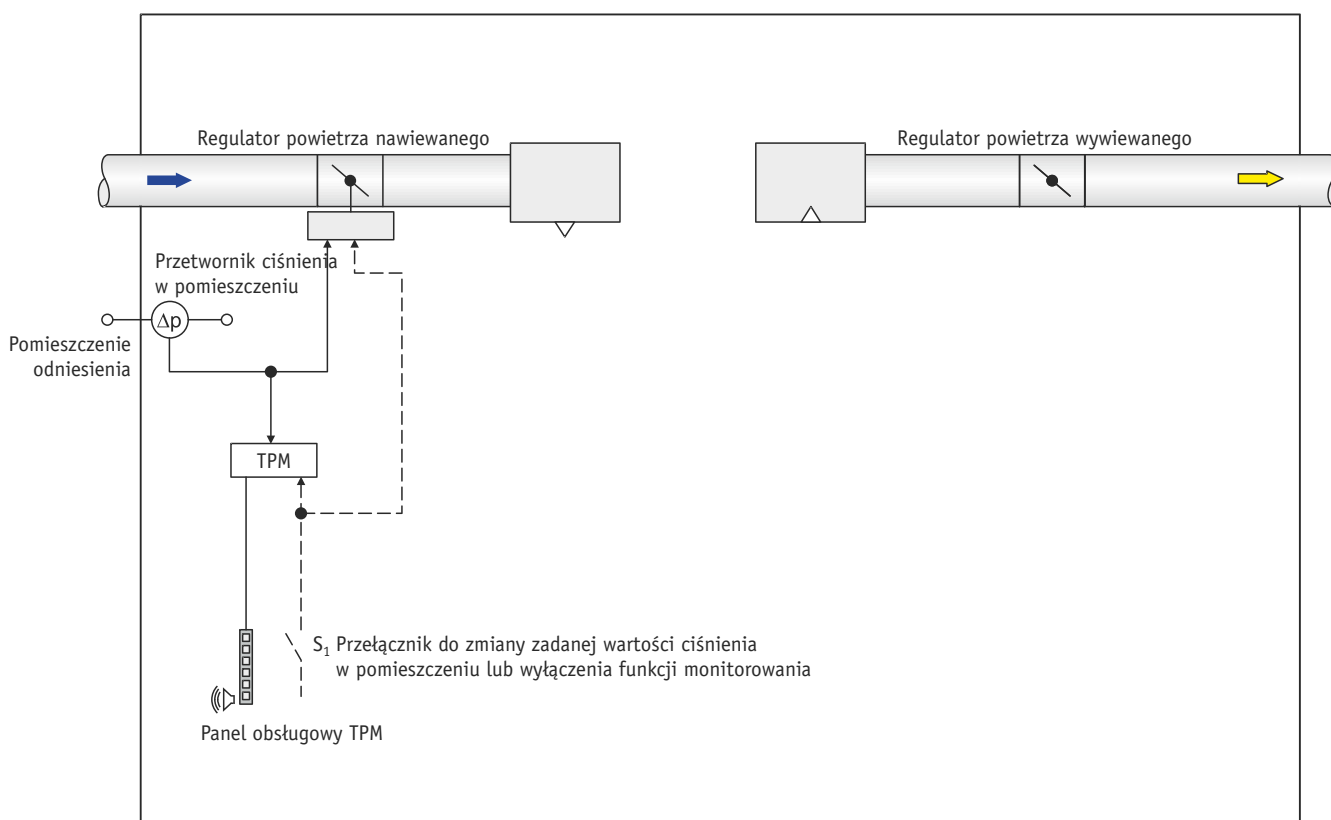 Regulator powietrza nawiewanego
Regulator powietrza wywiewanego
Przetwornik ciśnienia
w pomieszczeniu
Δp
Pomieszczenie
odniesienia
TPM
S₁ Przełącznik do zmiany zadanej wartości ciśnienia
w pomieszczeniu lub wyłączenia funkcji monitorowania
Panel obsługowy TPM